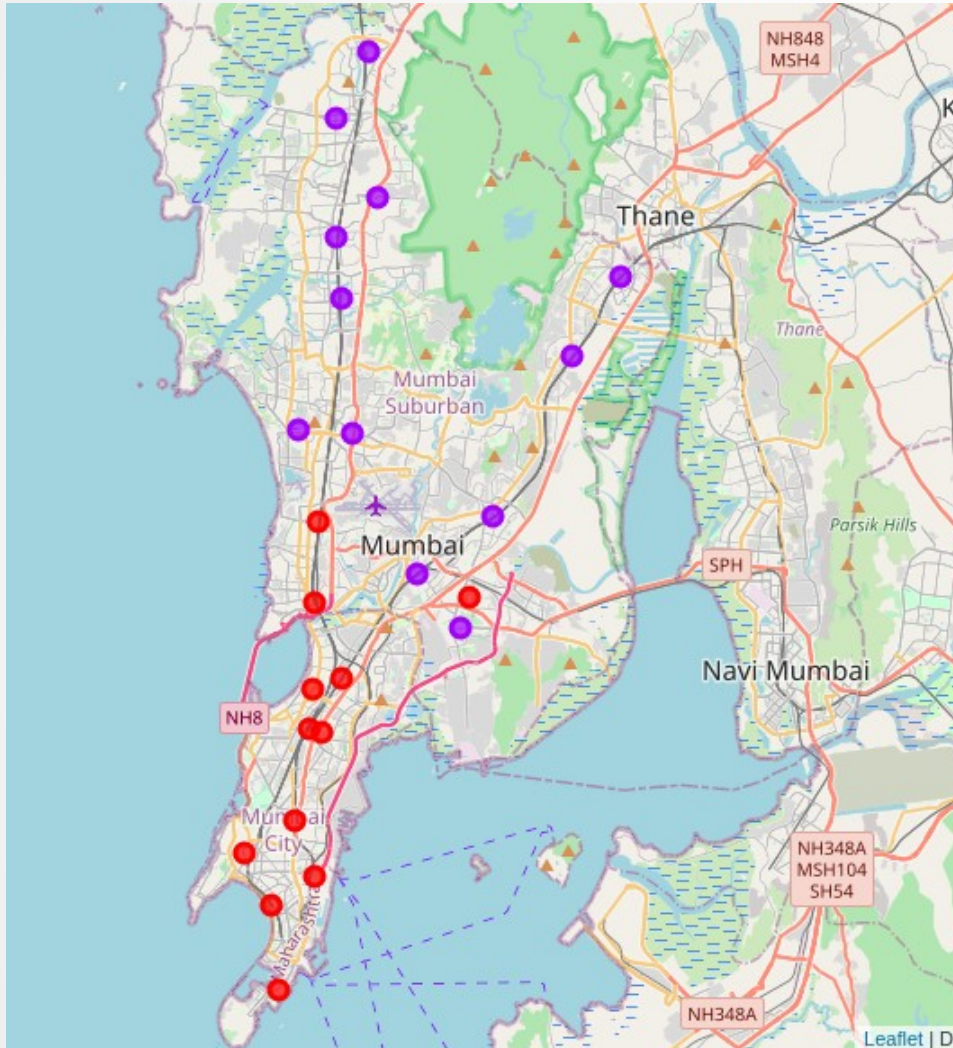 NH848
MSH4
K
Thane
Thane
Mumbai
Suburban
Parsik Hills
Mumbai
SPH
Navi Mumbai
NH8
Mumbai
City
NH348A
MSH104
SH54
Maharashtra
NH348A
Leaflet | D